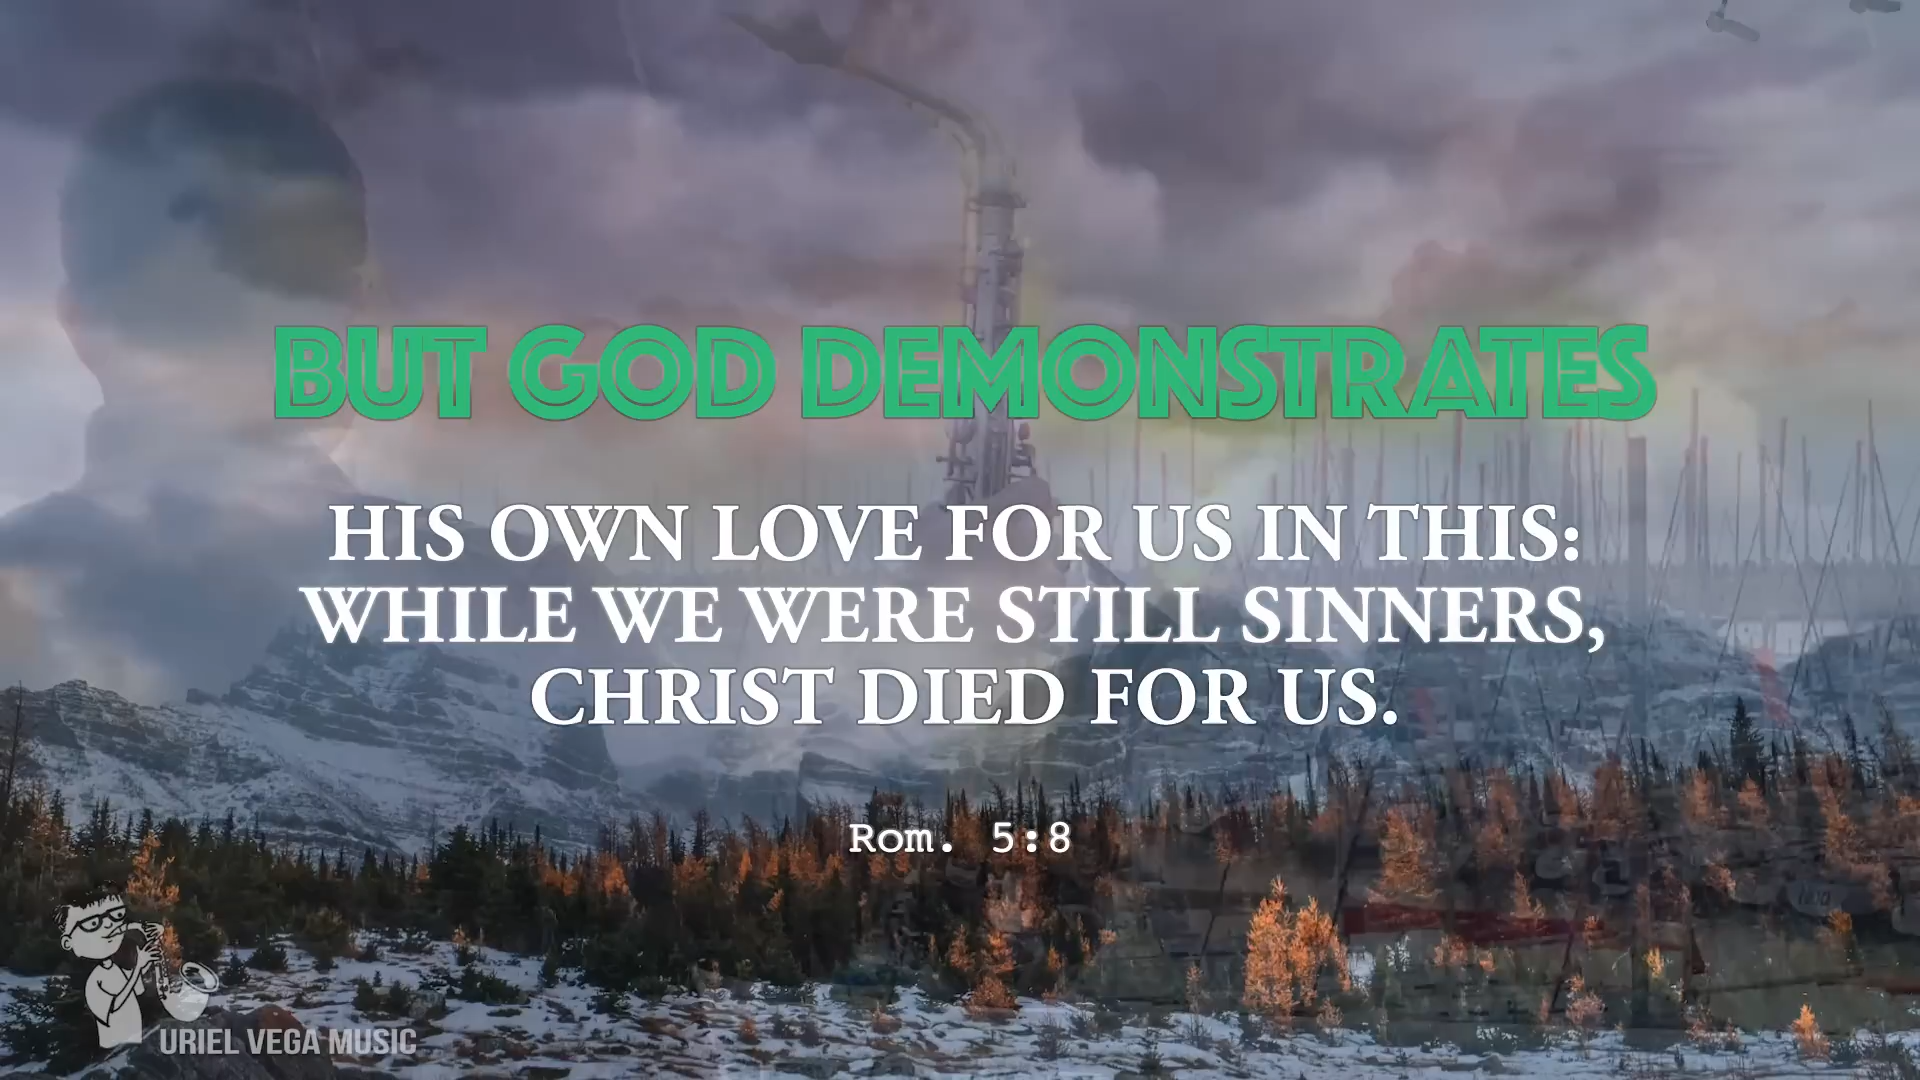 BUT GOD DEMONSTRATES
HIS OWN LOVE FOR US IN THIS:
WHILE WE WERE STILL SINNERS,
CHRIST DIED FOR US.
Rom. 5:8
URIEL VEGA MUSIC